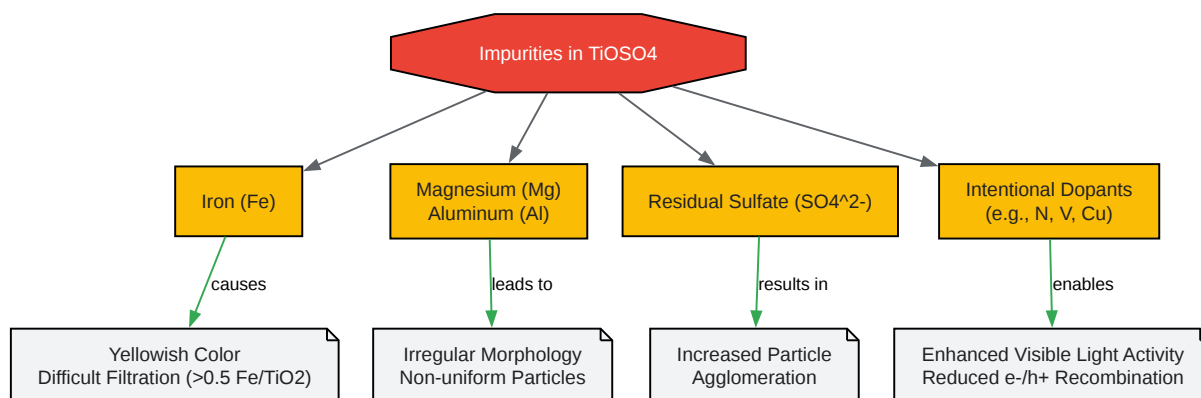 Impurities in TiOSO4
Iron (Fe)
Magnesium (Mg)
Aluminum (Al)
Residual Sulfate (SO4^2-)
Intentional Dopants
(e.g., N, V, Cu)
causes
leads to
results in
enables
Yellowish Color
Difficult Filtration (>0.5 Fe/TiO2)
Irregular Morphology
Non-uniform Particles
Increased Particle
Agglomeration
Enhanced Visible Light Activity
Reduced e-/h+ Recombination